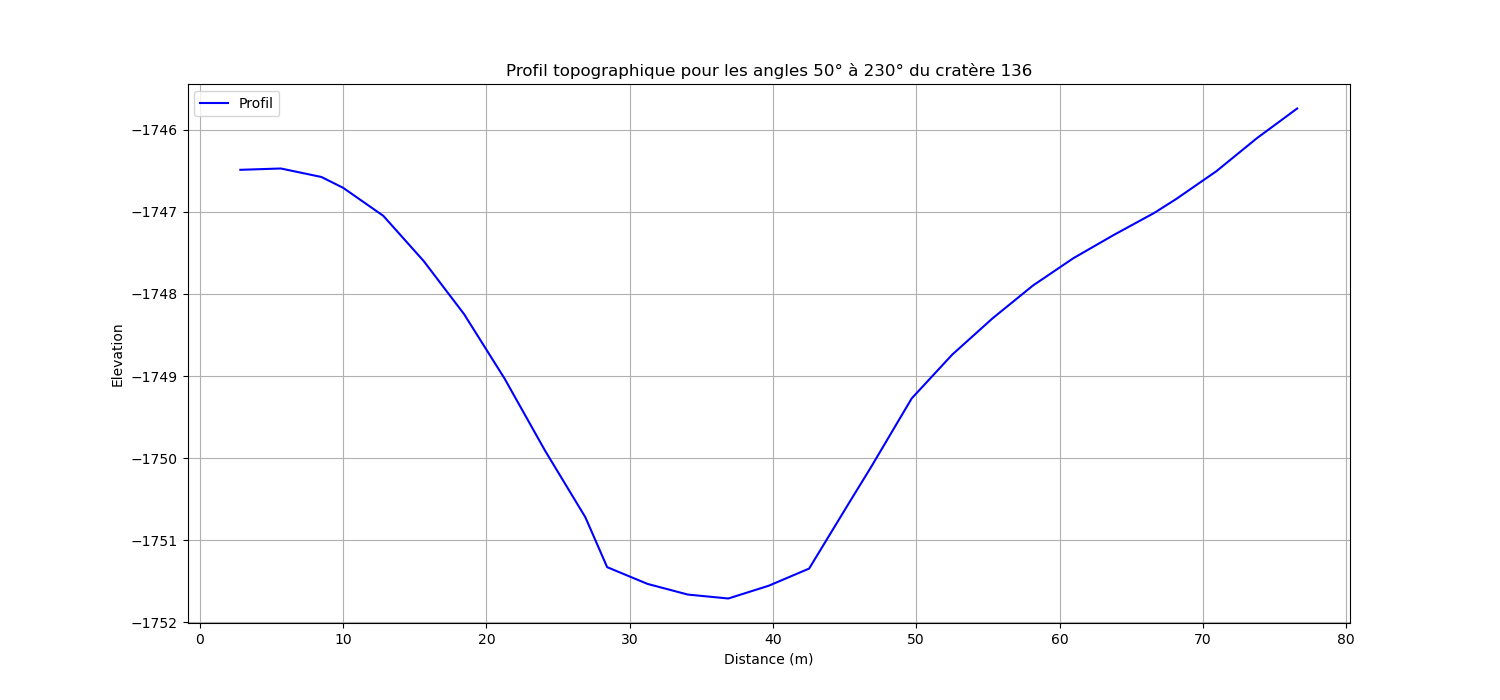 Profil topographique pour les angles 50° à 230° du cratère 136
Profil
−1746
−1747
−1748
−1749
−1750
−1751
−1752
Elevation
0 10 20 30 40 50 60 70 80
Distance (m)